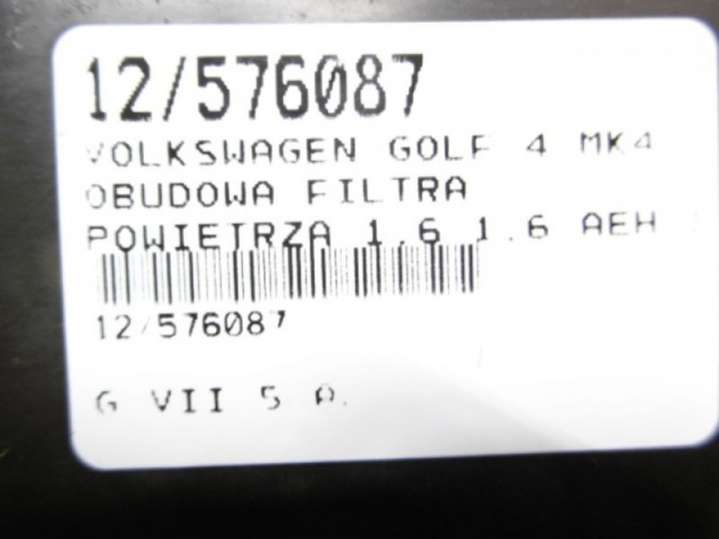 12/576087
VOLKSWAGEN GOLF 4 MK4
OBUDOWA FILTRA
POWIETRZA 1.6 1.6 AEH
12/576087
G VII 5 A.